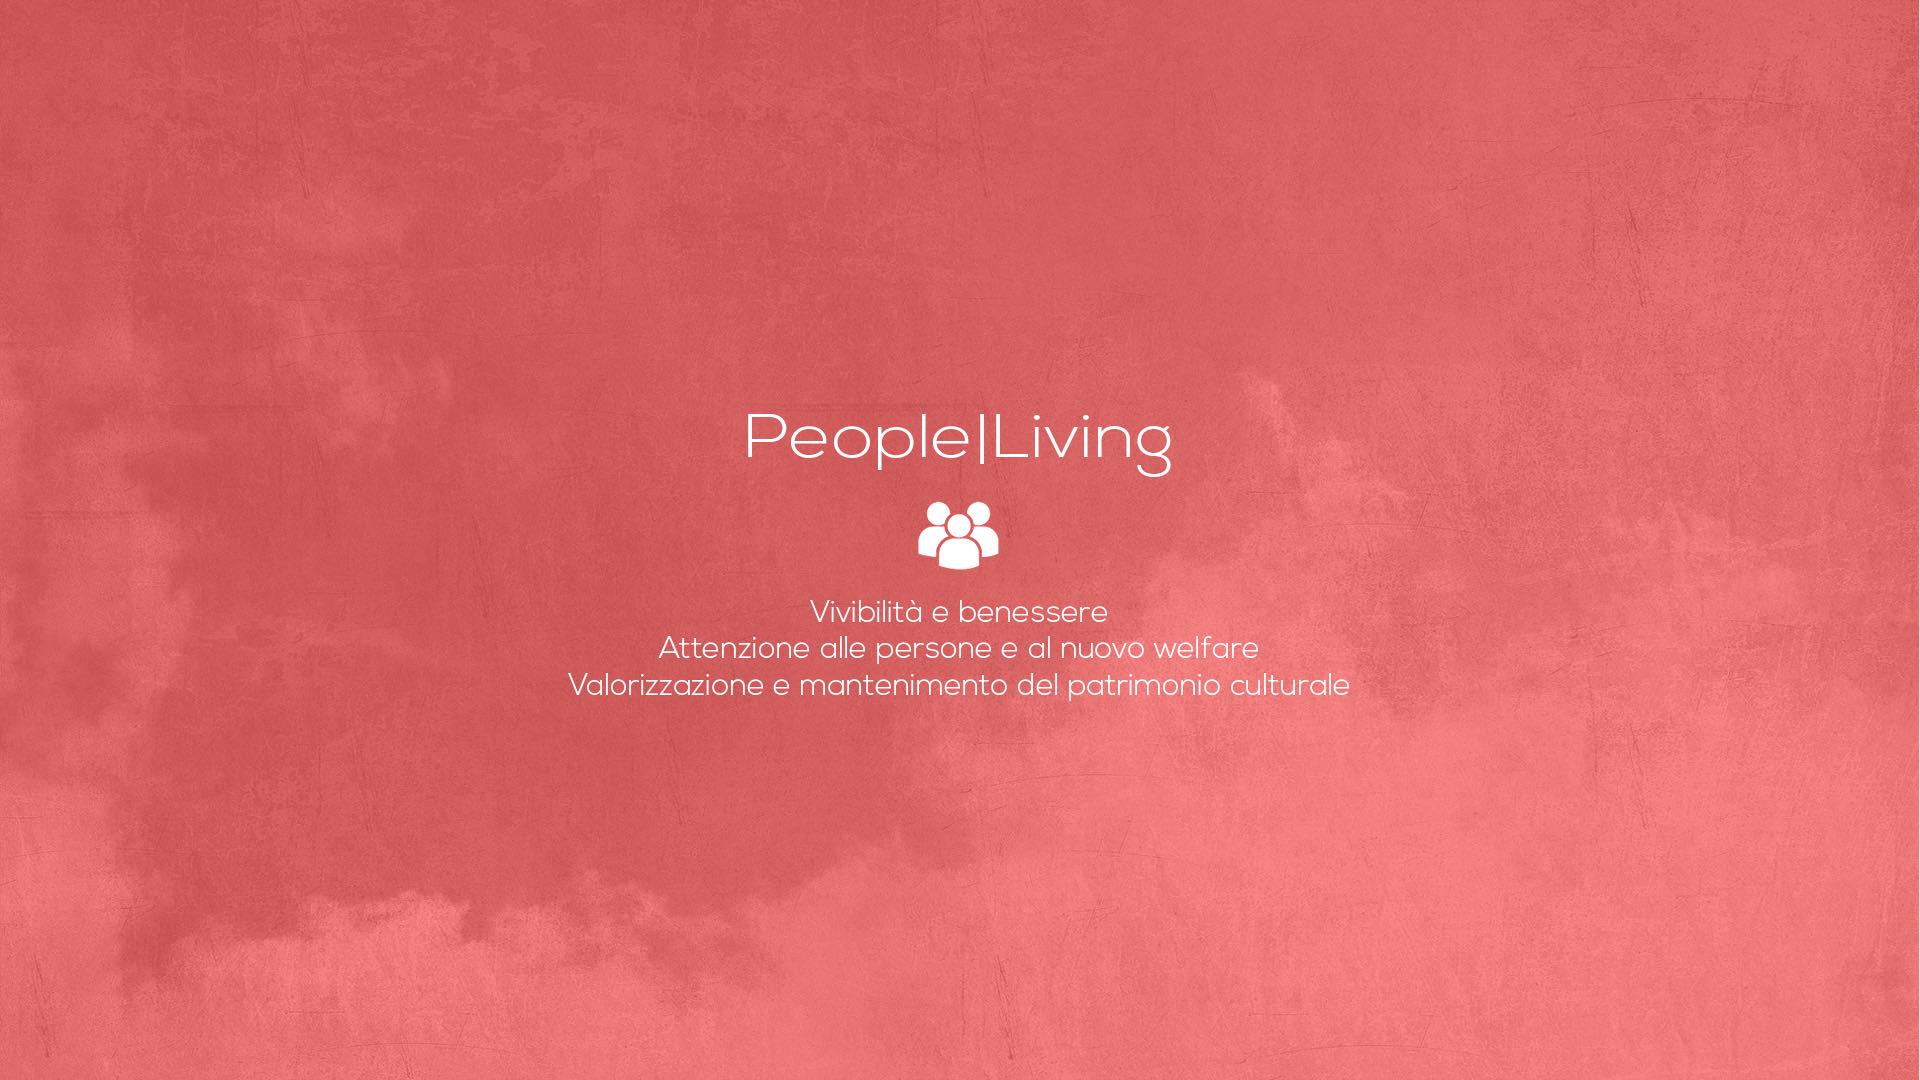 People|Living
Vivibilità e benessere
Attenzione alle persone e al nuovo welfare
Valorizzazione e mantenimento del patrimonio culturale